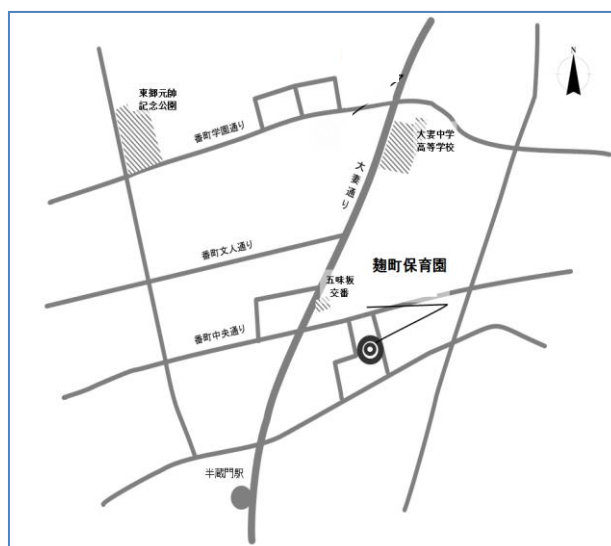 N
東郷元帥
記念公園
番町学園通り
大妻中学
高等学校
大妻通り
番町文人通り
麹町保育園
五味坂
交番
番町中央通り
半蔵門駅